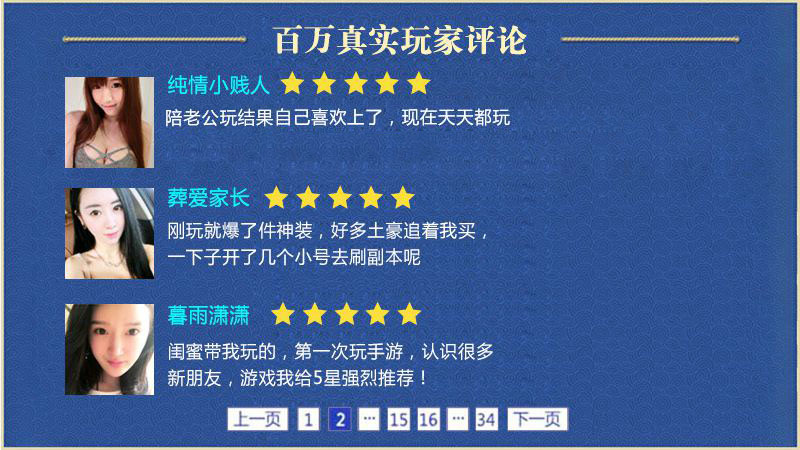 百万真实玩家评论
纯情小贱人
陪老公玩结果自己喜欢上了，现在天天都玩
葬爱家长
刚玩就爆了件神装，好多土豪追着我买，
一下子开了几个小号去刷副本呢
暮雨潇潇
闺蜜带我玩的，第一次玩手游，认识很多
新朋友，游戏我给5星强烈推荐！
上一页 1 2 ··· 15 16 ··· 34 下一页